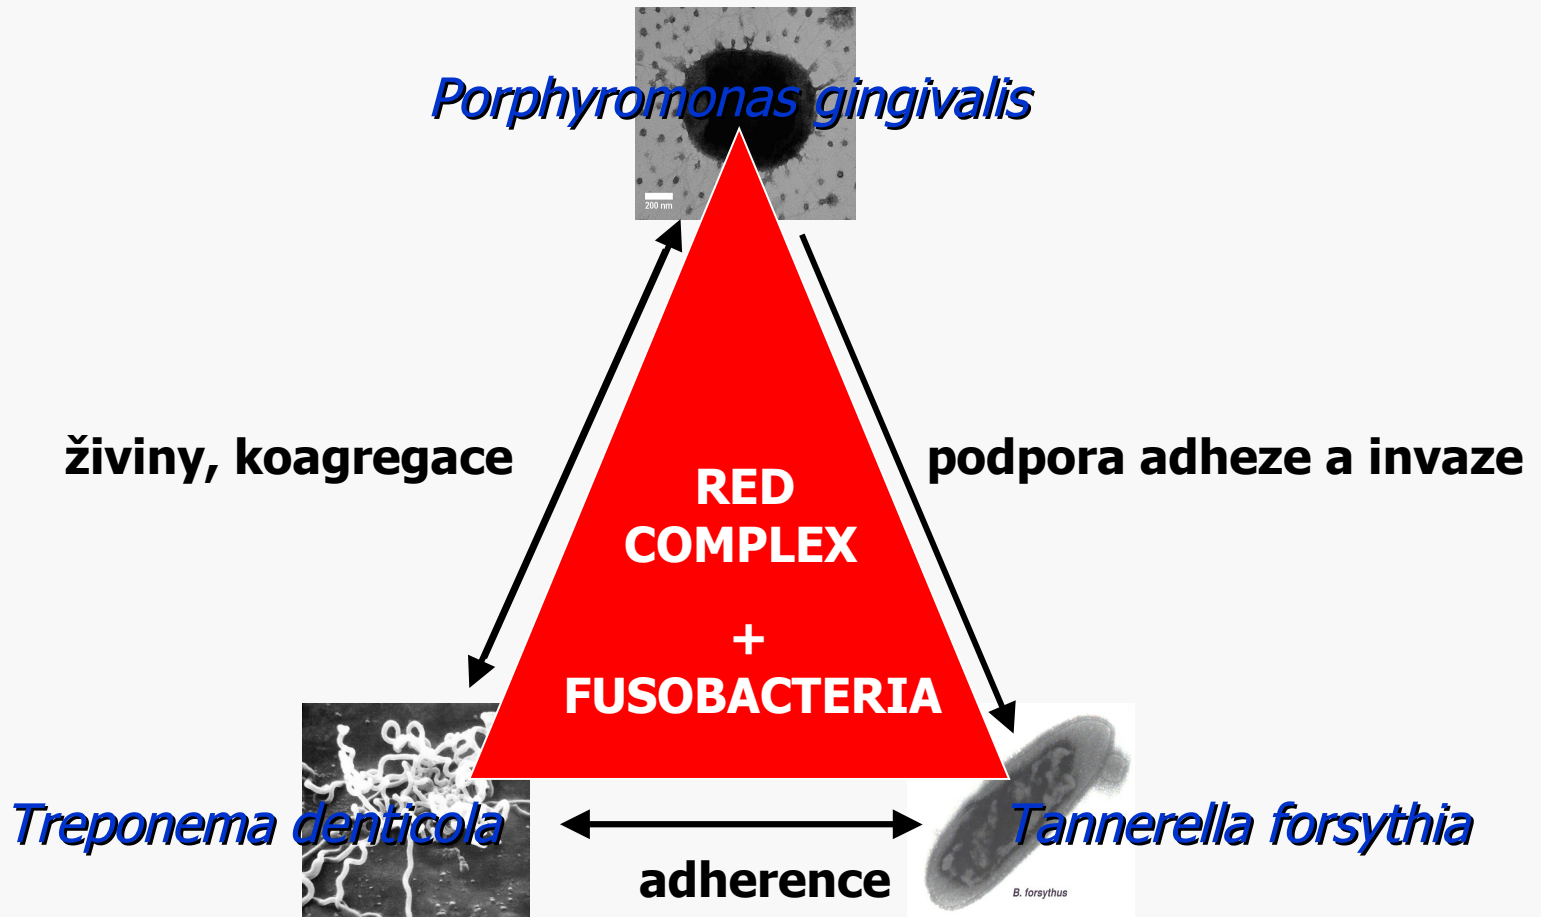 Porphyromonas gingivalis
200 nm
živiny, koagregace
podpora adheze a invaze
RED
COMPLEX
+
FUSOBACTERIA
Treponema denticola
Tannerella forsythia
adherence
B. forsythus